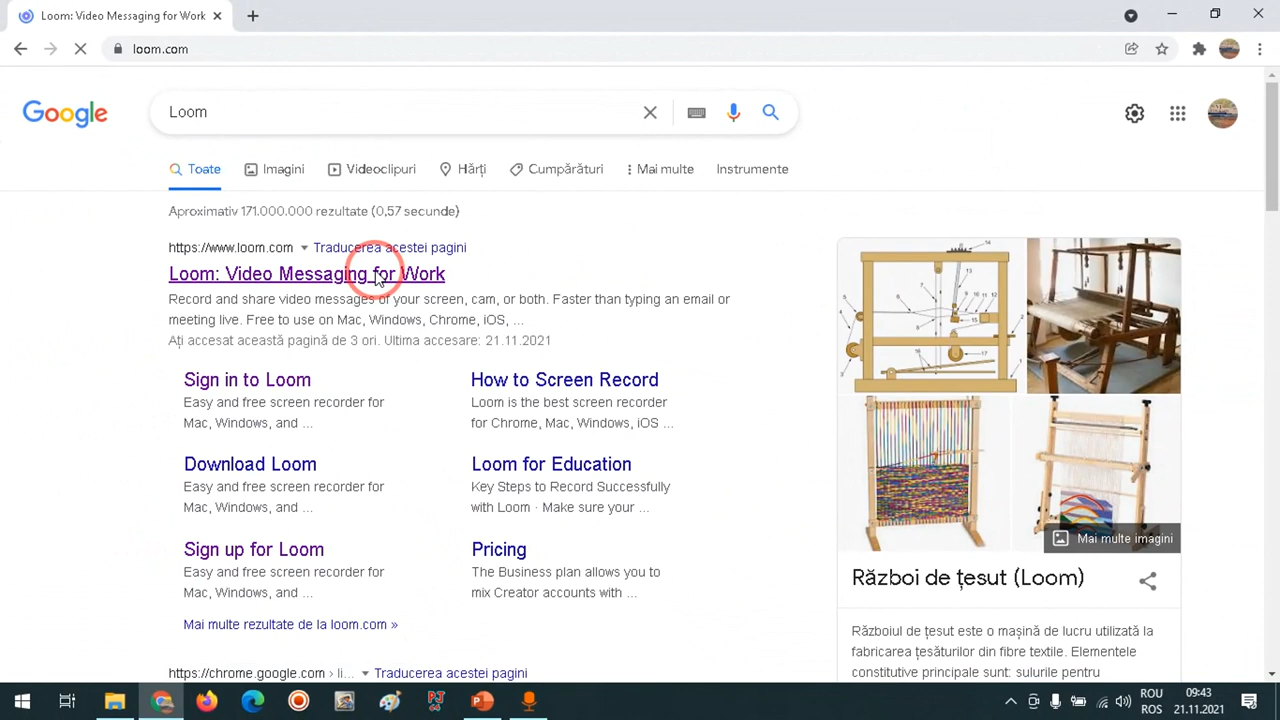 Loom: Video Messaging for Work
loom.com
Google
Loom
Toate
Imagini
Videoclipuri
Hărți
Cumpărături
Mai multe
Instrumente
Aproximativ 171.000.000 rezultate (0,57 secunde)
https://www.loom.com
Traducerea acestei pagini
Loom: Video Messaging for Work
Record and share video messages of your screen, cam, or both. Faster than typing an email or
meeting live. Free to use on Mac, Windows, Chrome, iOS, ...
Ați accesat această pagină de 3 ori. Ultima accesare: 21.11.2021
Sign in to Loom
Easy and free screen recorder for
Mac, Windows, and ...
How to Screen Record
Loom is the best screen recorder
for Chrome, Mac, Windows, iOS ...
Download Loom
Easy and free screen recorder for
Mac, Windows, and ...
Loom for Education
Key Steps to Record Successfully
with Loom · Make sure your ...
Sign up for Loom
Easy and free screen recorder for
Mac, Windows, and ...
Pricing
The Business plan allows you to
mix Creator accounts with ...
Mai multe rezultate de la loom.com »
https://chrome.google.com › li...
Traducerea acestei pagini
Mai multe imagini
Război de țesut (Loom)
Războiul de țesut este o mașină de lucru utilizată la
fabricarea țesăturilor din fibre textile. Elementele
constitutive principale sunt: sulurile pentru
ROU
ROS
09:43
21.11.2021